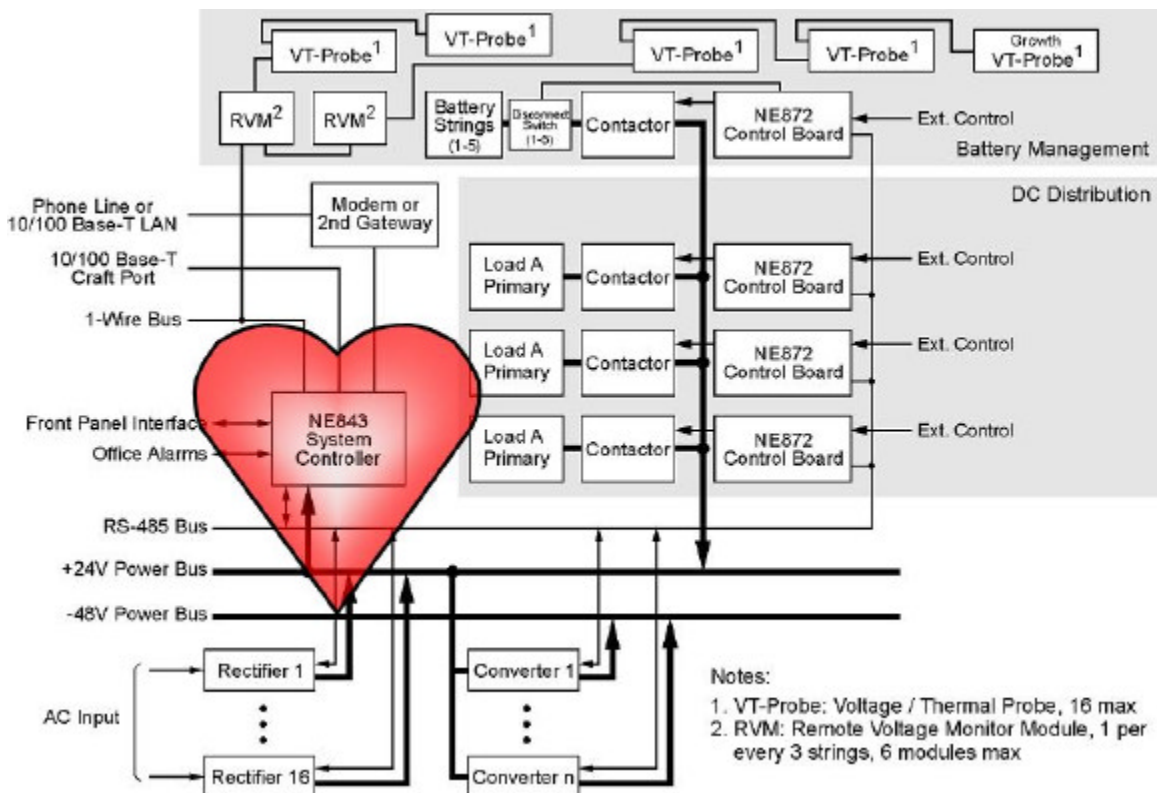 VT-Probe1
VT-Probe1
VT-Probe1
VT-Probe1
Growth
VT-Probe1
RVM2
RVM2
Battery
Strings
(1-5)
Disconnect
Switch
(1-5)
Contactor
NE872
Control Board
Ext. Control
Battery Management
DC Distribution
Phone Line or
10/100 Base-T LAN
Modem or
2nd Gateway
10/100 Base-T
Craft Port
1-Wire Bus
Load A
Primary
Contactor
NE872
Control Board
Ext. Control
Load A
Primary
Contactor
NE872
Control Board
Ext. Control
Load A
Primary
Contactor
NE872
Control Board
Ext. Control
Front Panel Interface
Office Alarms
NE843
System
Controller
RS-485 Bus
+24V Power Bus
-48V Power Bus
AC Input
Rectifier 1
Rectifier 16
Converter 1
Converter n
Notes:
1. VT-Probe: Voltage / Thermal Probe, 16 max
2. RVM: Remote Voltage Monitor Module, 1 per
every 3 strings, 6 modules max